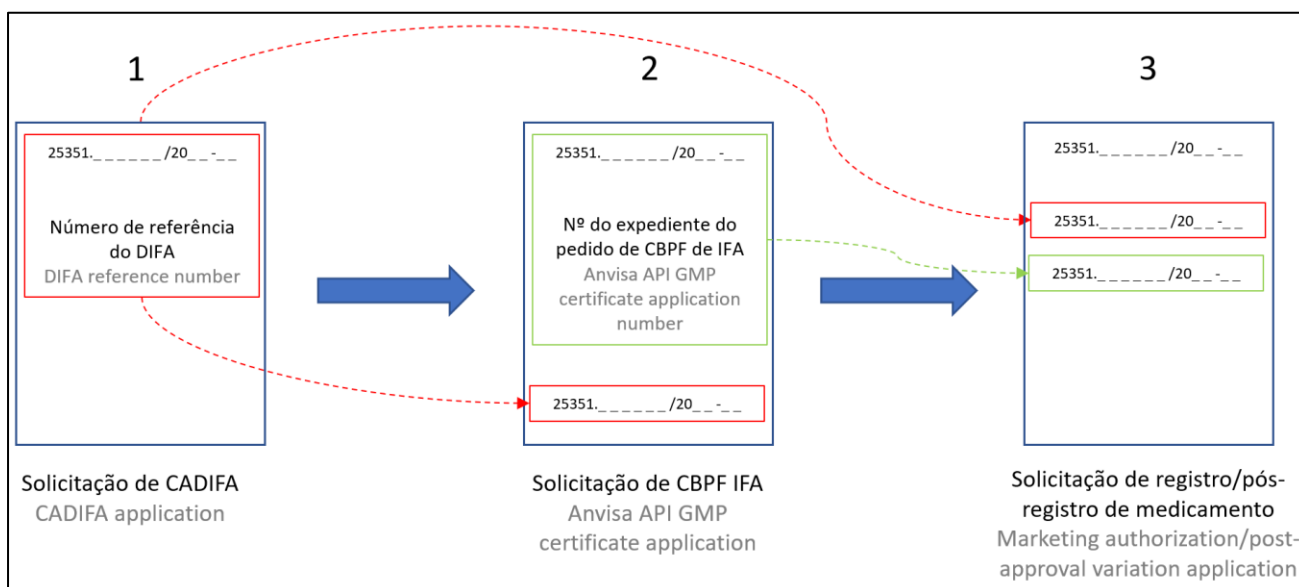 1
25351._ _ _ _ _ _ /20_ _ -_ _
Número de referência
do DIFA
DIFA reference number
Solicitação de CADIFA
CADIFA application
2
25351._ _ _ _ _ _ /20_ _ -_ _
Nº do expediente do
pedido de CBPF de IFA
Anvisa API GMP
certificate application
number
25351._ _ _ _ _ _ /20_ _ -_ _
Solicitação de CBPF IFA
Anvisa API GMP
certificate application
3
25351._ _ _ _ _ _ /20_ _ -_ _
25351._ _ _ _ _ _ /20_ _ -_ _
25351._ _ _ _ _ _ /20_ _ -_ _
Solicitação de registro/pós-
registro de medicamento
Marketing authorization/post-
approval variation application